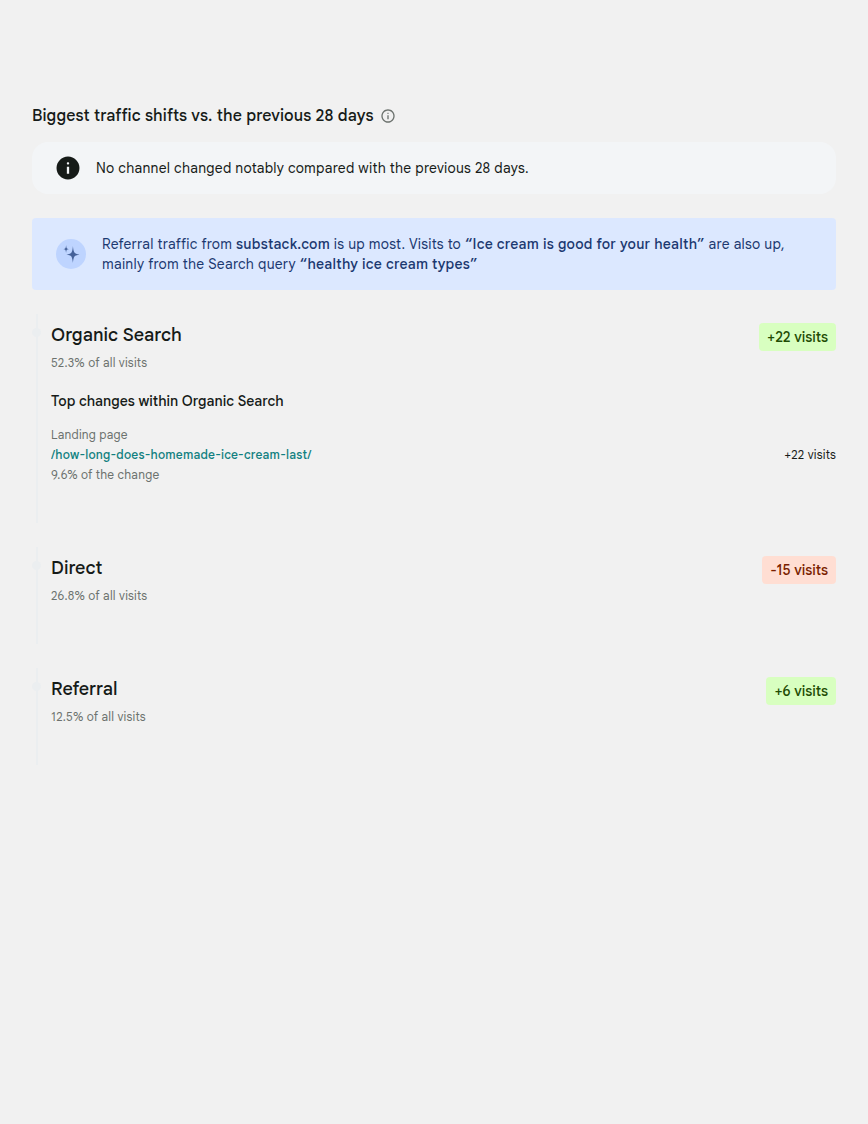 Biggest traffic shifts vs. the previous 28 days
No channel changed notably compared with the previous 28 days.
Referral traffic from substack.com is up most. Visits to “Ice cream is good for your health” are also up,
mainly from the Search query “healthy ice cream types”
Organic Search
+22 visits
52.3% of all visits
Top changes within Organic Search
Landing page
/how-long-does-homemade-ice-cream-last/
+22 visits
9.6% of the change
Direct
-15 visits
26.8% of all visits
Referral
+6 visits
12.5% of all visits